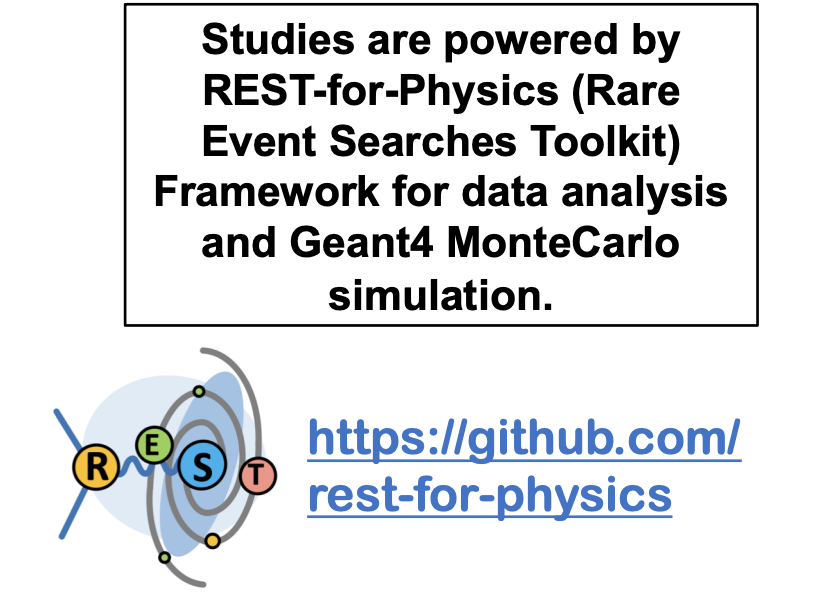 Studies are powered by
REST-for-Physics (Rare
Event Searches Toolkit)
Framework for data analysis
and Geant4 MonteCarlo
simulation.
R E S T
https://github.com/
rest-for-physics